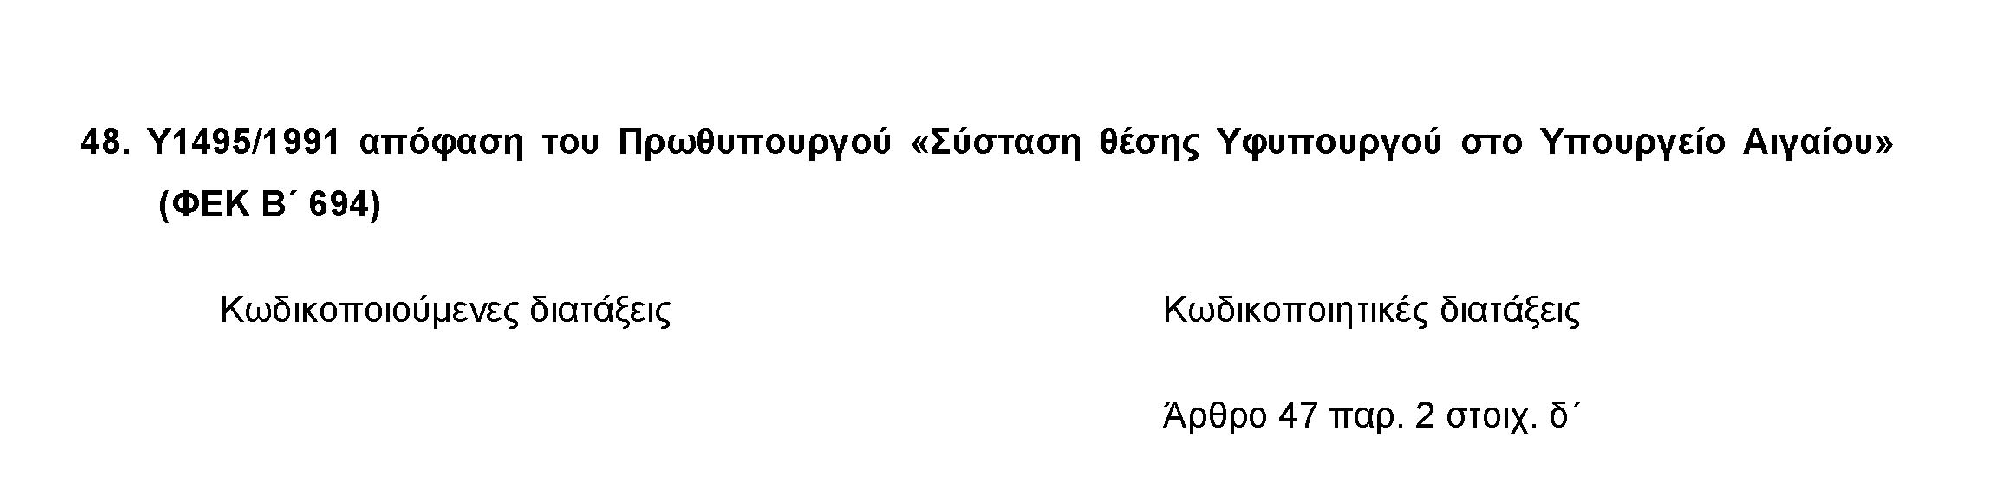 48. Υ1495/1991 απόφαση του Πρωθυπουργού «Σύσταση θέσης Υφυπουργού στο Υπουργείο Αιγαίου»
(ΦΕΚ Β΄ 694)
Κωδικοποιούμενες διατάξεις Κωδικοποιητικές διατάξεις
Άρθρο 47 παρ. 2 στοιχ. δ΄